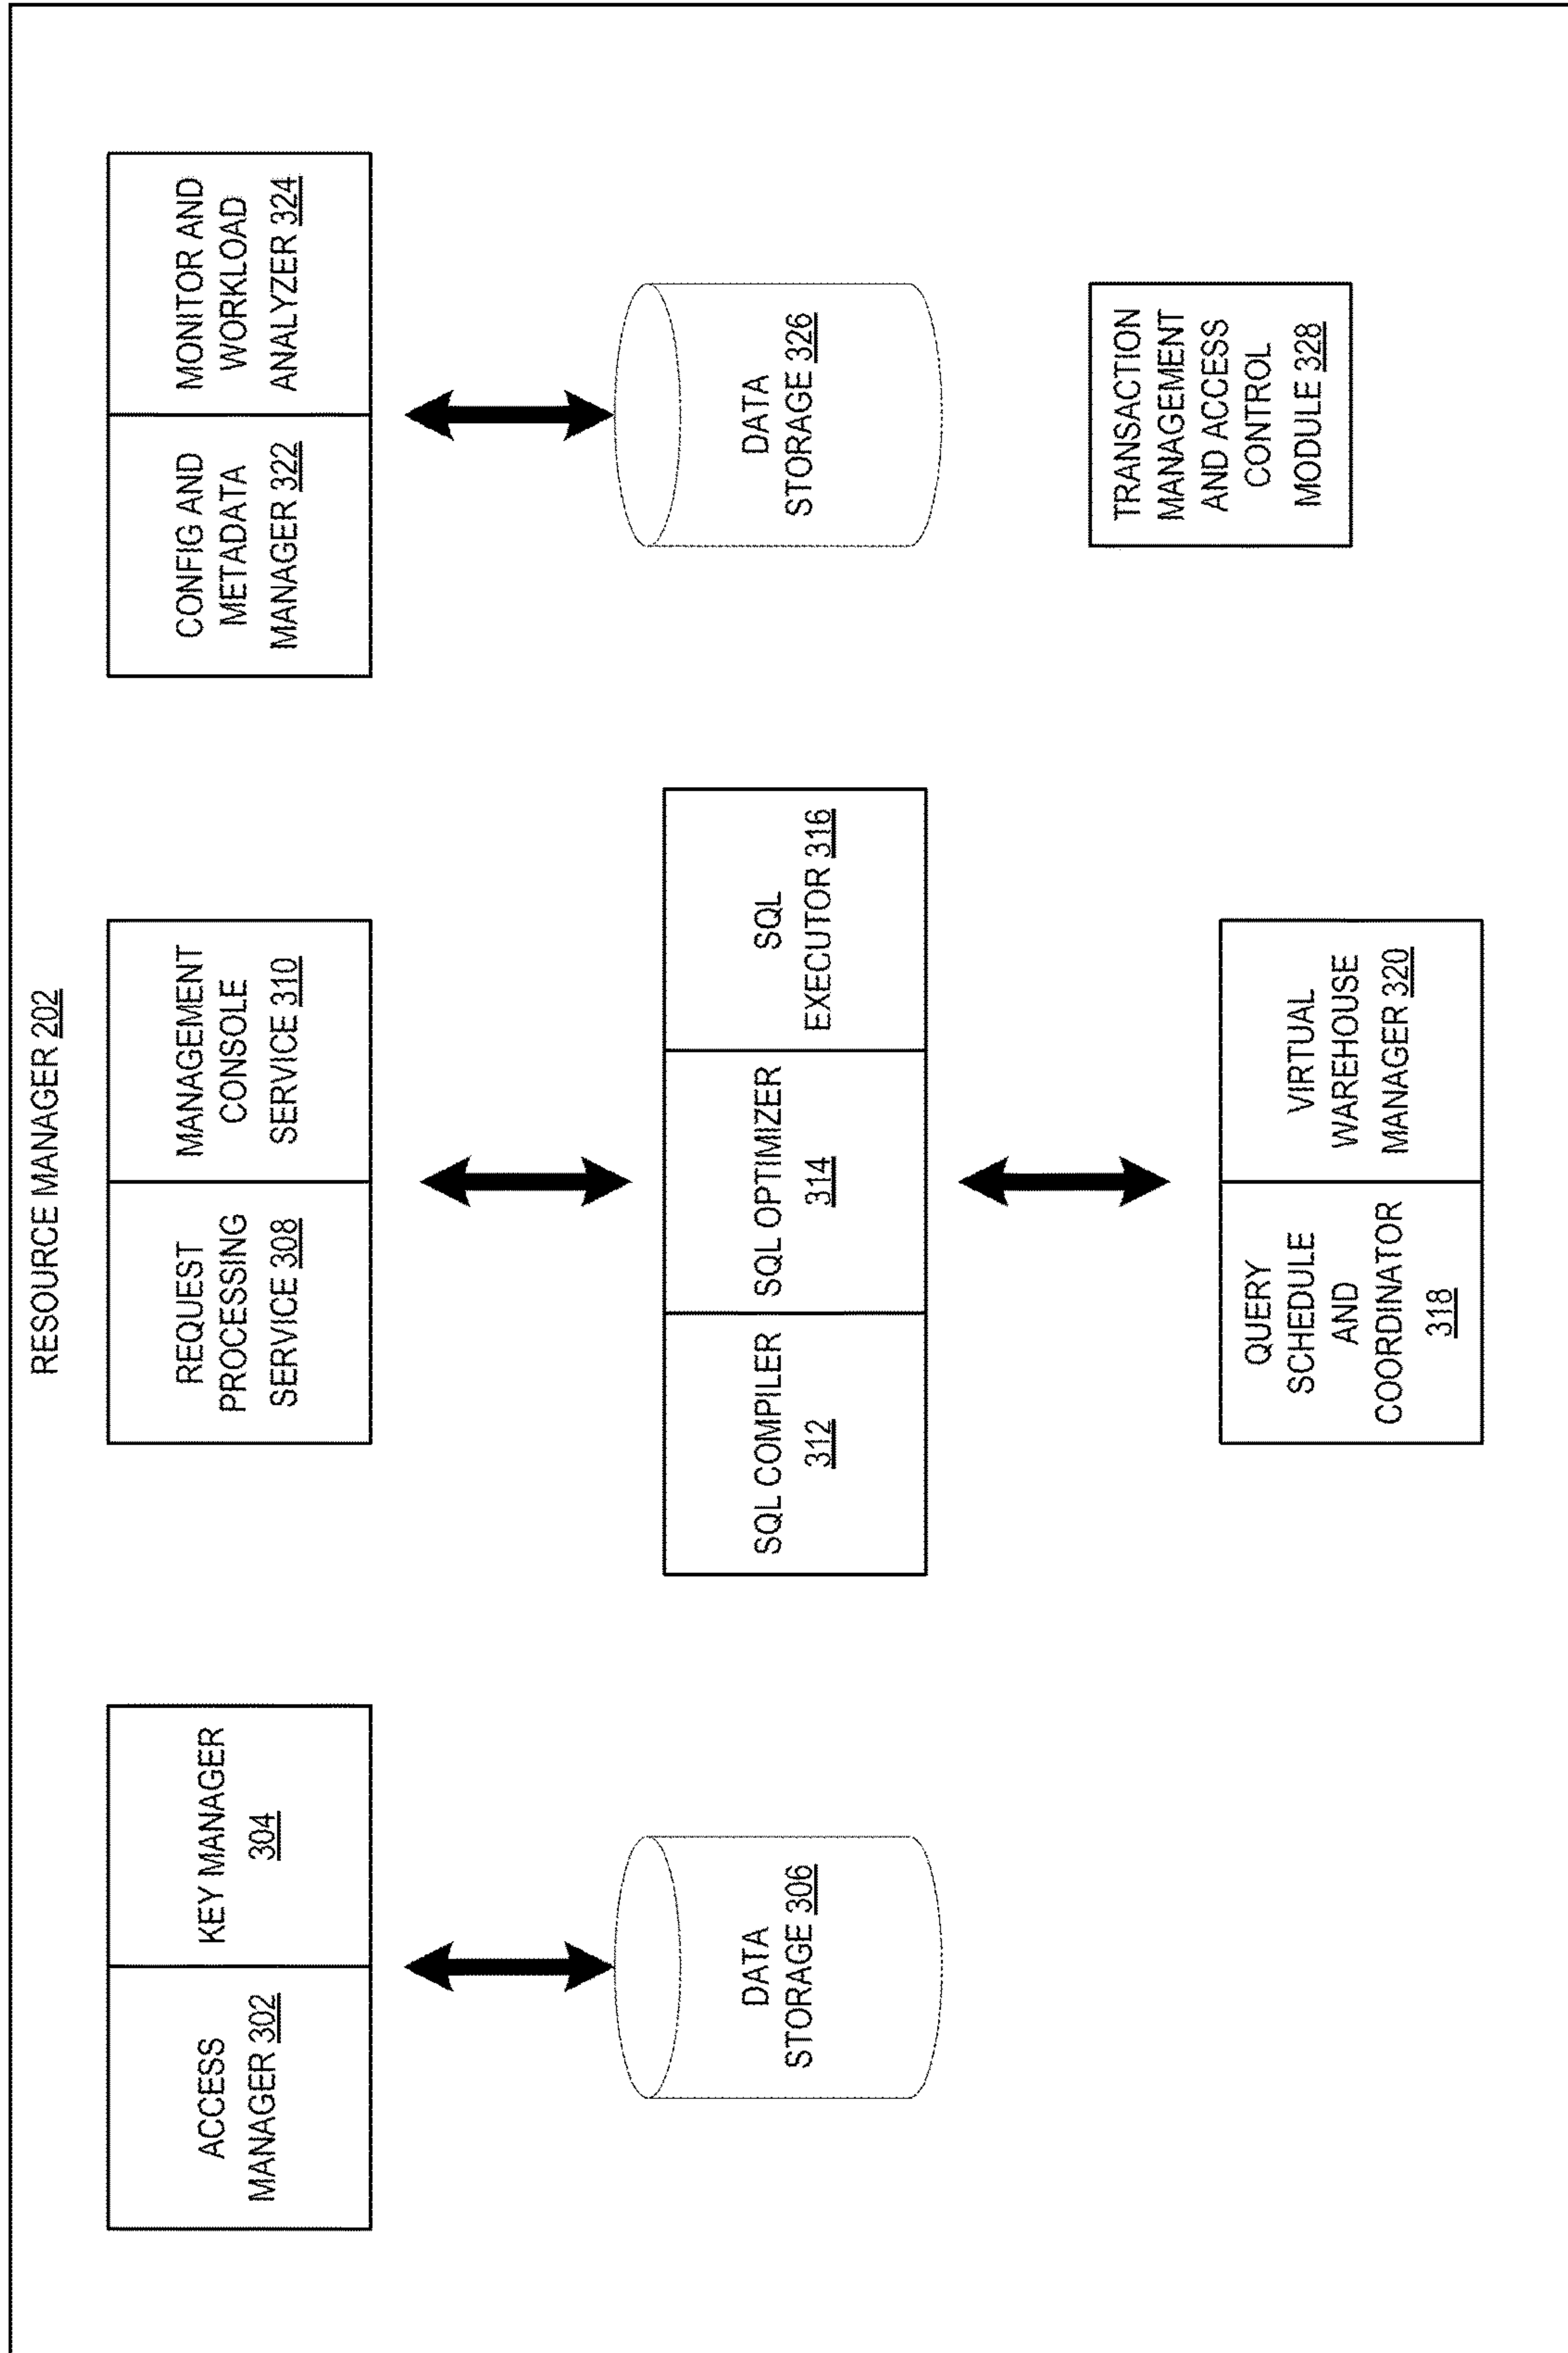 RESOURCE MANAGER 202
ACCESS
MANAGER 302
KEY MANAGER
304
DATA
STORAGE 306
REQUEST
PROCESSING
SERVICE 308
MANAGEMENT
CONSOLE
SERVICE 310
SQL COMPILER
312
SQL OPTIMIZER
314
SQL
EXECUTOR 316
QUERY
SCHEDULE
AND
COORDINATOR
318
VIRTUAL
WAREHOUSE
MANAGER 320
CONFIG AND
METADATA
MANAGER 322
MONITOR AND
WORKLOAD
ANALYZER 324
DATA
STORAGE 326
TRANSACTION
MANAGEMENT
AND ACCESS
CONTROL
MODULE 328